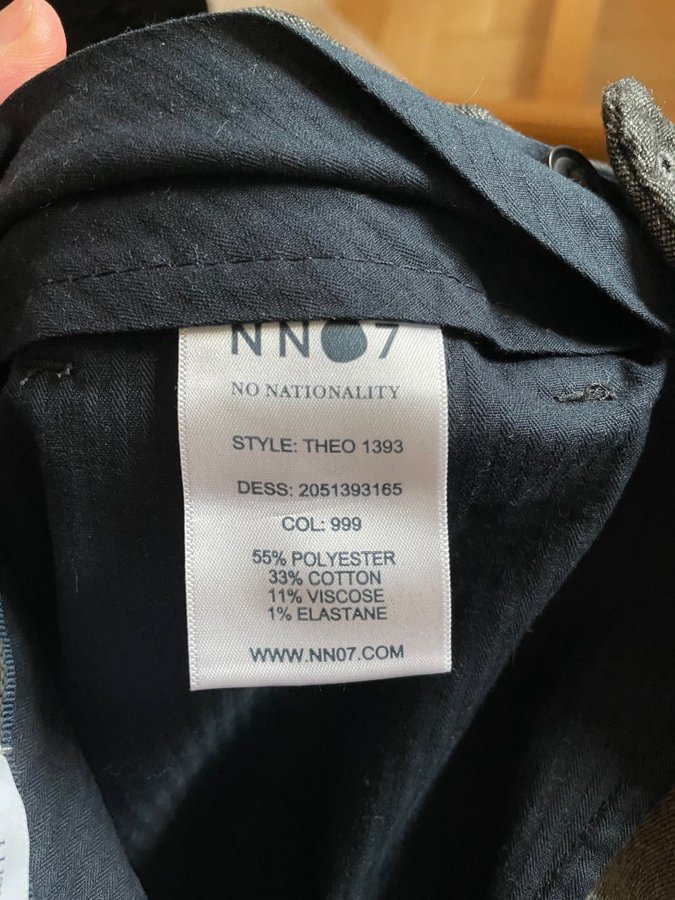 NN07
NO NATIONALITY
STYLE: THEO 1393
DESS: 2051393165
COL: 999
55% POLYESTER
33% COTTON
11% VISCOSE
1% ELASTANE
WWW.NN07.COM